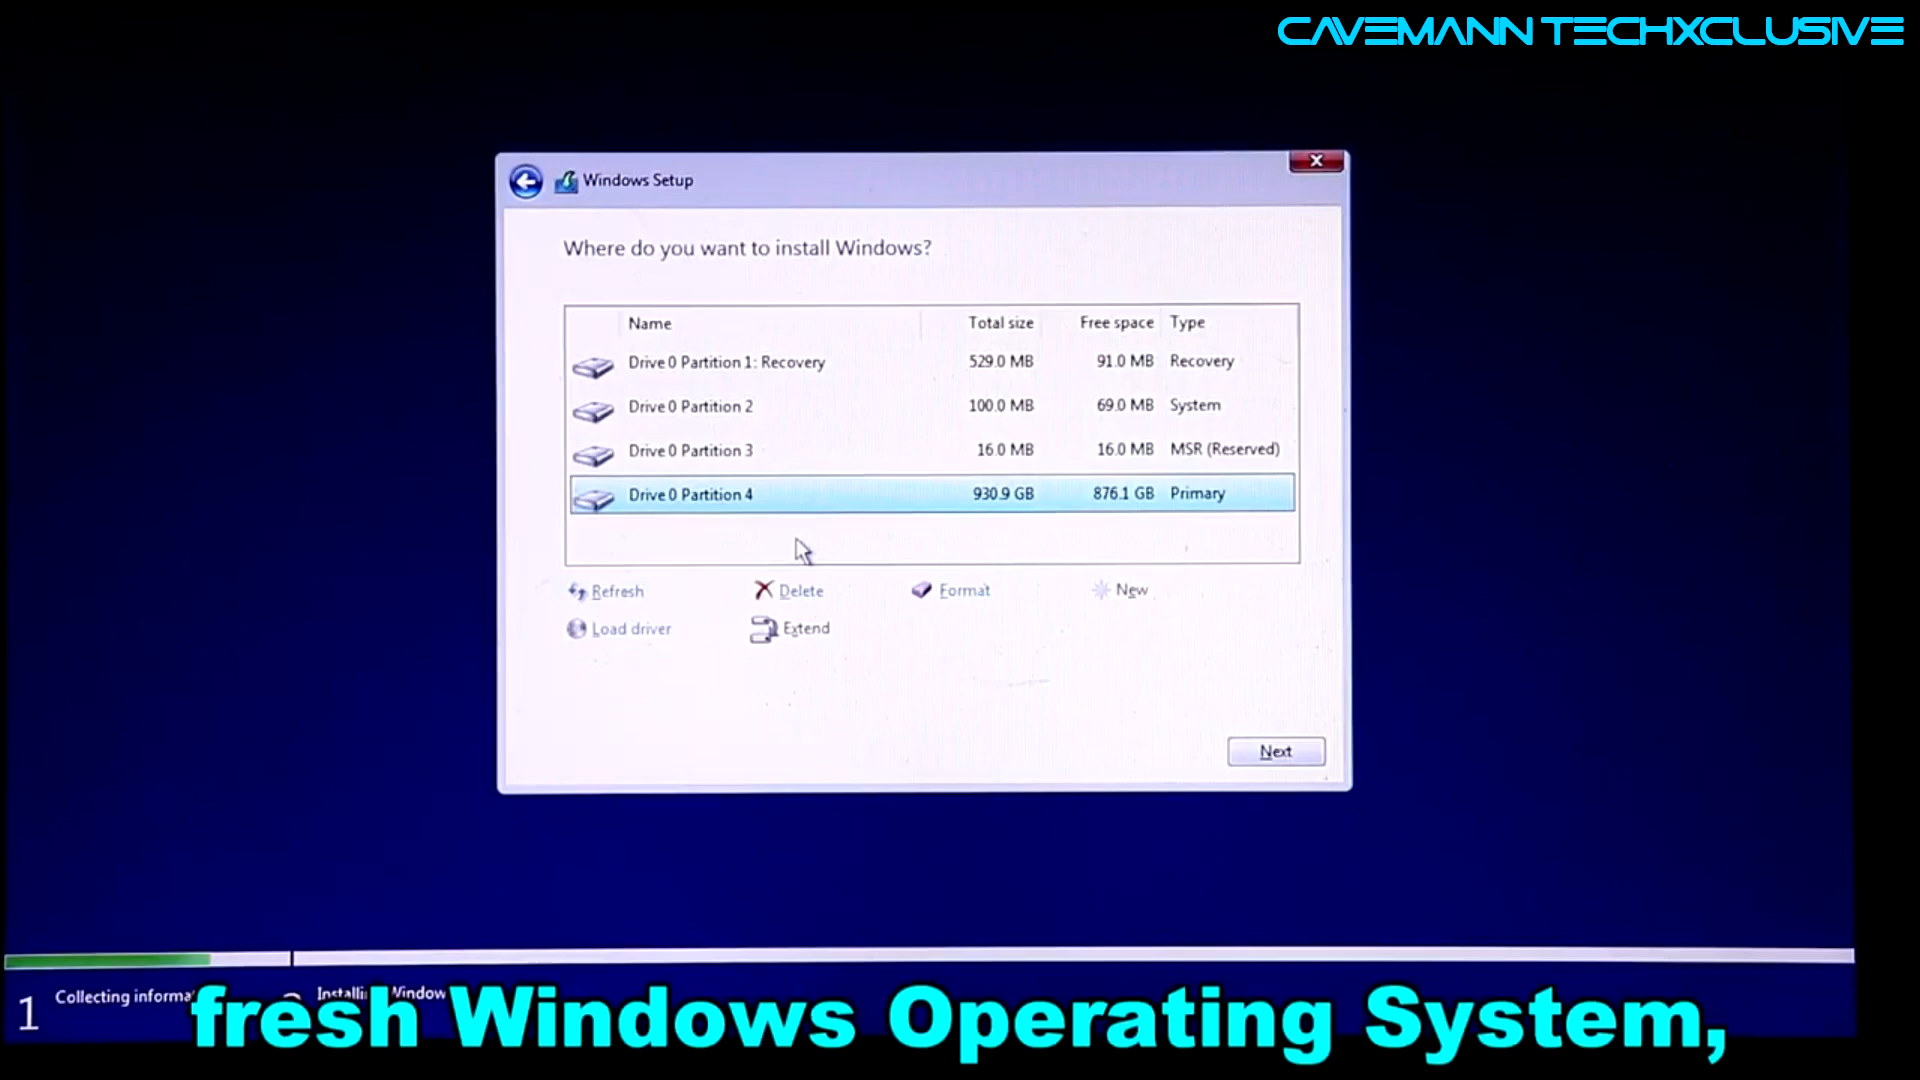 CAVEMANN TECHXCLUSIVE
Windows Setup
Where do you want to install Windows?
Name Total size Free space Type
Drive 0 Partition 1: Recovery 529.0 MB 91.0 MB Recovery
Drive 0 Partition 2 100.0 MB 69.0 MB System
Drive 0 Partition 3 16.0 MB 16.0 MB MSR (Reserved)
Drive 0 Partition 4 930.9 GB 876.1 GB Primary
Refresh Delete Format New
Load driver Extend
Next
1 Collecting
fresh Windows Operating System,